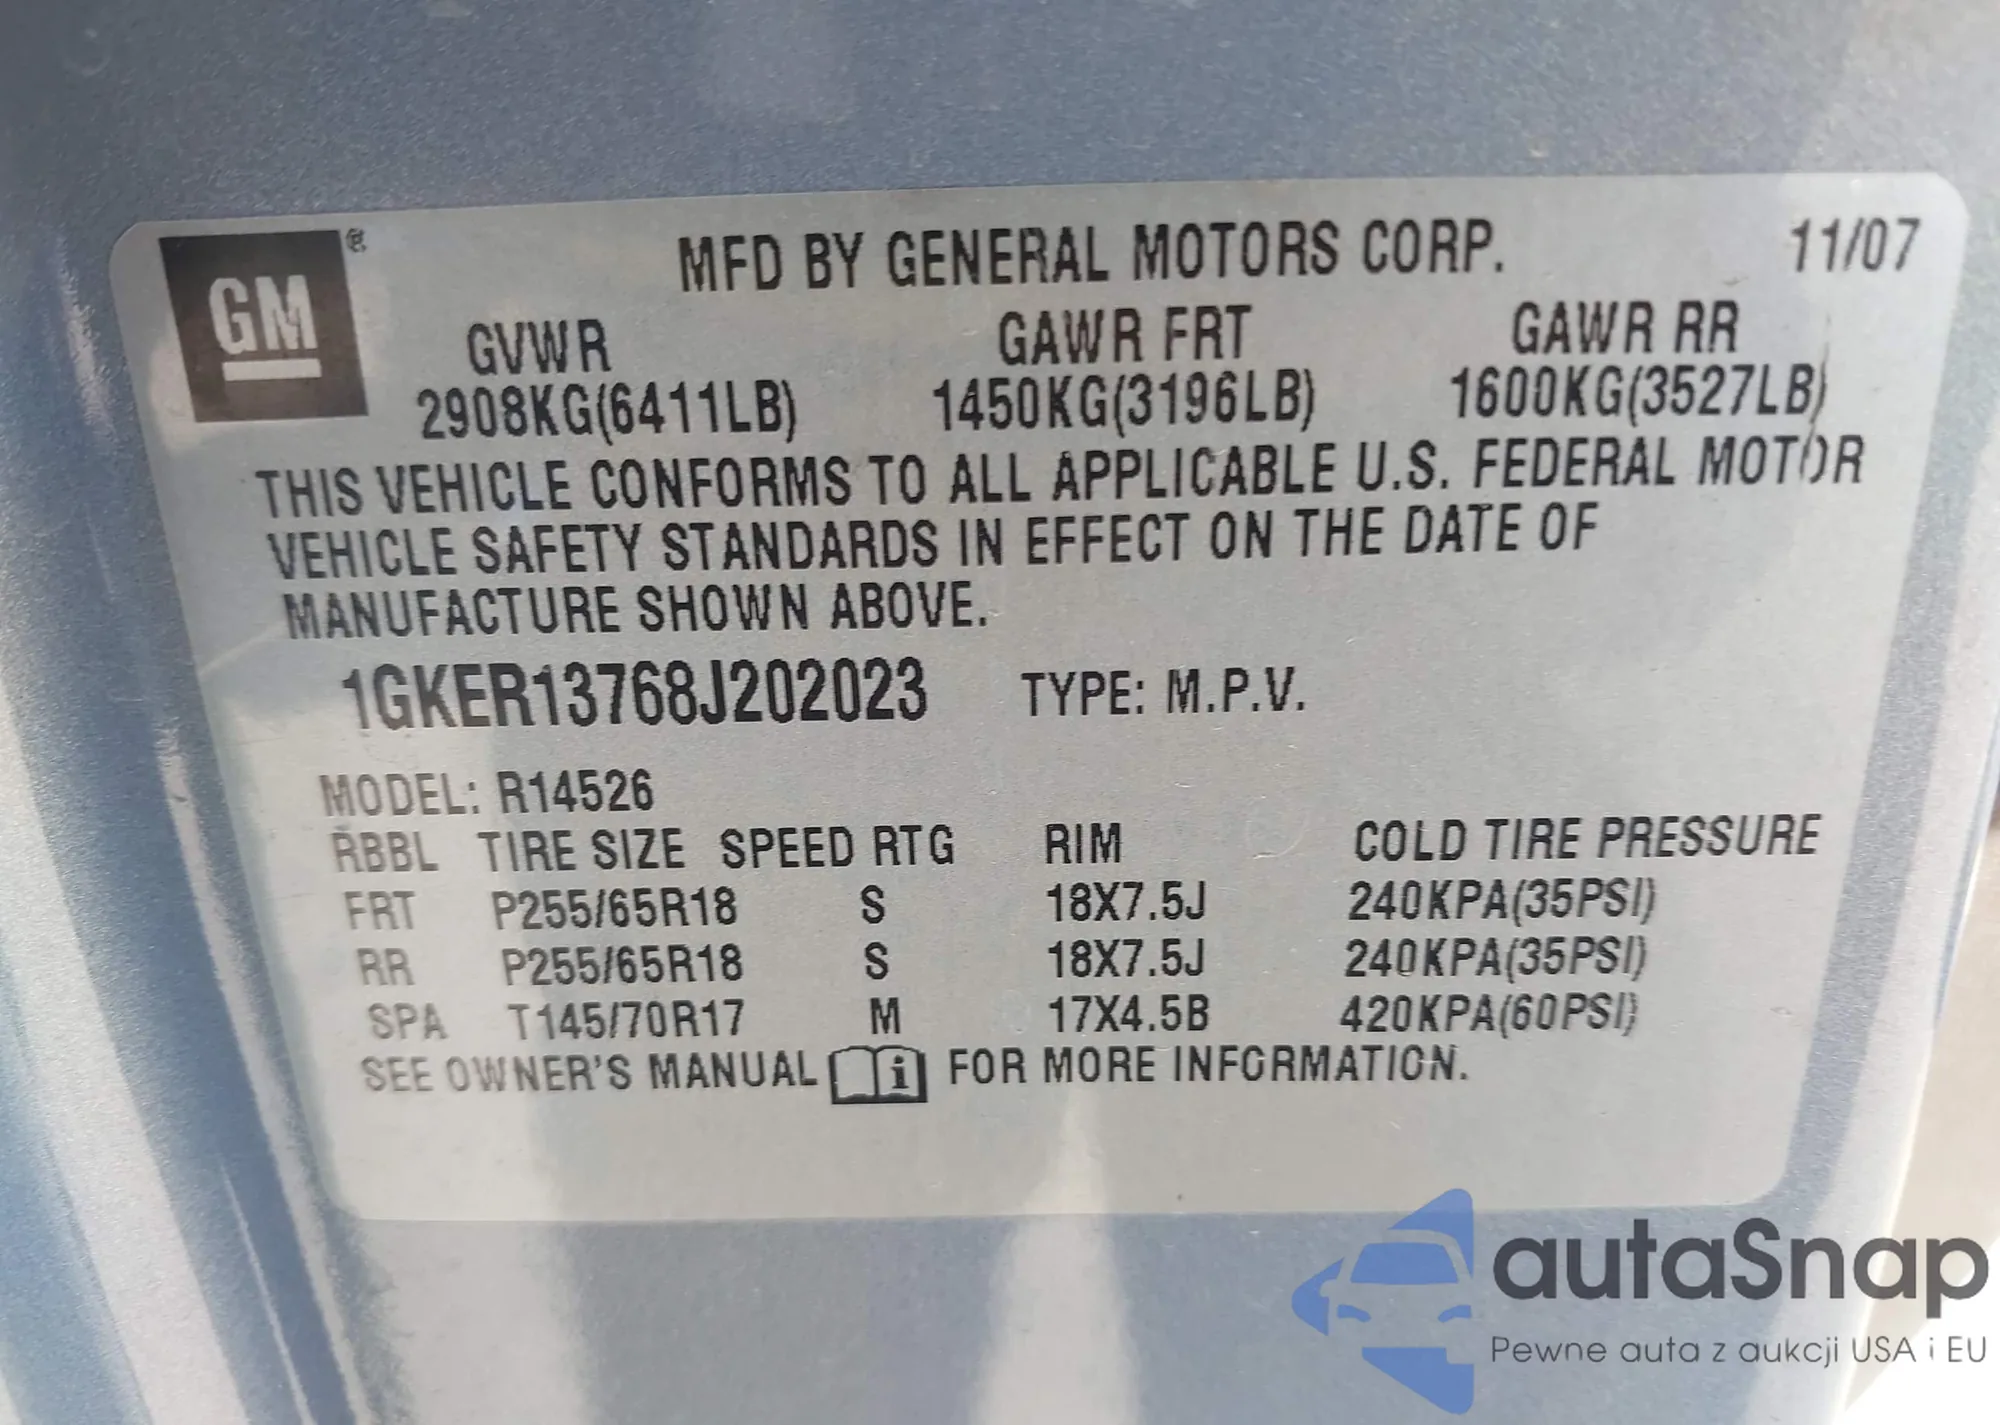 GM®
MFD BY GENERAL MOTORS CORP. 11/07
GVWR GAWR FRT GAWR RR
2908KG(6411LB) 1450KG(3196LB) 1600KG(3527LB)
THIS VEHICLE CONFORMS TO ALL APPLICABLE U.S. FEDERAL MOTOR
VEHICLE SAFETY STANDARDS IN EFFECT ON THE DATE OF
MANUFACTURE SHOWN ABOVE.
1GKER13768J202023 TYPE: M.P.V.
MODEL: R14526
RBBL TIRE SIZE SPEED RTG RIM COLD TIRE PRESSURE
FRT P255/65R18 S 18X7.5J 240KPA(35PSI)
RR P255/65R18 S 18X7.5J 240KPA(35PSI)
SPA T145/70R17 M 17X4.5B 420KPA(60PSI)
SEE OWNER'S MANUAL i FOR MORE INFORMATION.
autaSnap
Pewne auta z aukcji USA i EU